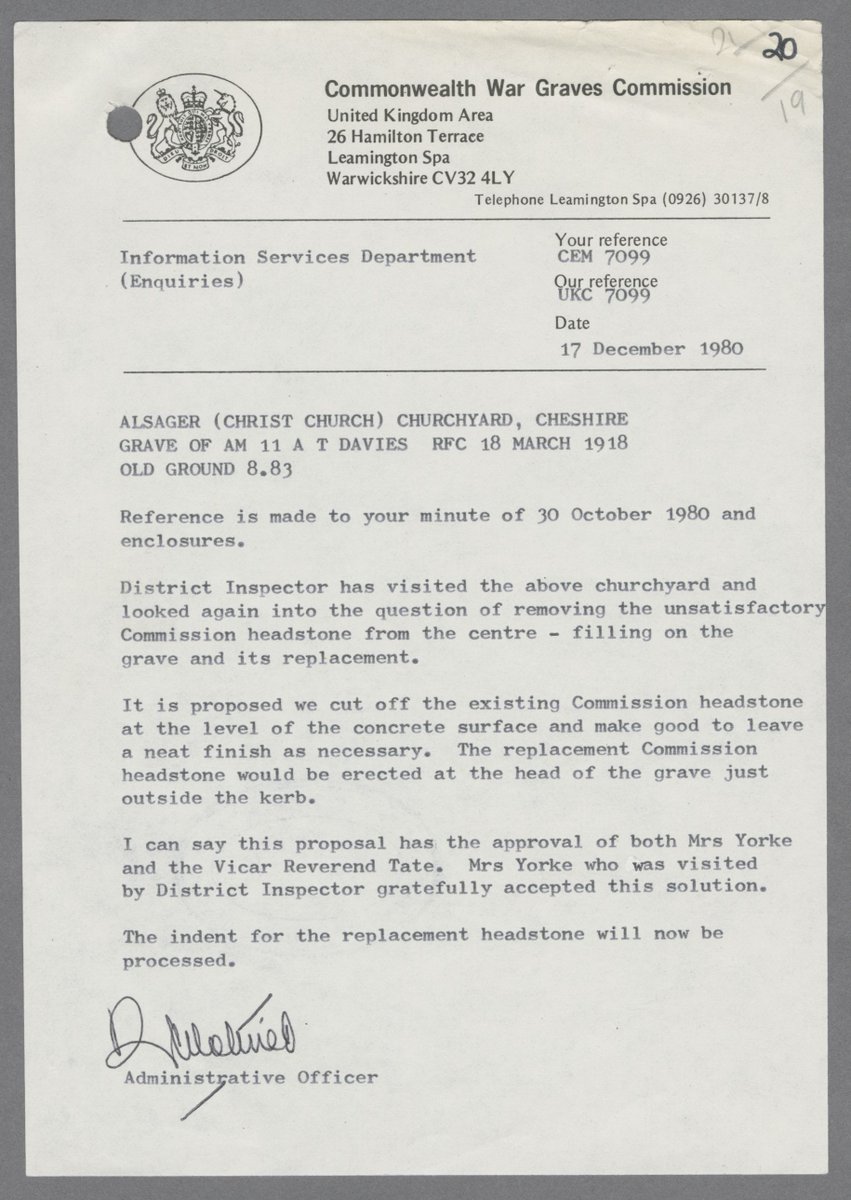 20
19
Commonwealth War Graves Commission
United Kingdom Area
26 Hamilton Terrace
Leamington Spa
Warwickshire CV32 4LY
Telephone Leamington Spa (0926) 30137/8
Information Services Department
(Enquiries)
Your reference
CEM 7099
Our reference
UKC 7099
Date
17 December 1980
ALSAGER (CHRIST CHURCH) CHURCHYARD, CHESHIRE
GRAVE OF AM 11 A T DAVIES  RFC 18 MARCH 1918
OLD GROUND 8.83
Reference is made to your minute of 30 October 1980 and
enclosures.
District Inspector has visited the above churchyard and
looked again into the question of removing the unsatisfactory
Commission headstone from the centre - filling on the
grave and its replacement.
It is proposed we cut off the existing Commission headstone
at the level of the concrete surface and make good to leave
a neat finish as necessary.  The replacement Commission
headstone would be erected at the head of the grave just
outside the kerb.
I can say this proposal has the approval of both Mrs Yorke
and the Vicar Reverend Tate.  Mrs Yorke who was visited
by District Inspector gratefully accepted this solution.
The indent for the replacement headstone will now be
processed.
Administrative Officer